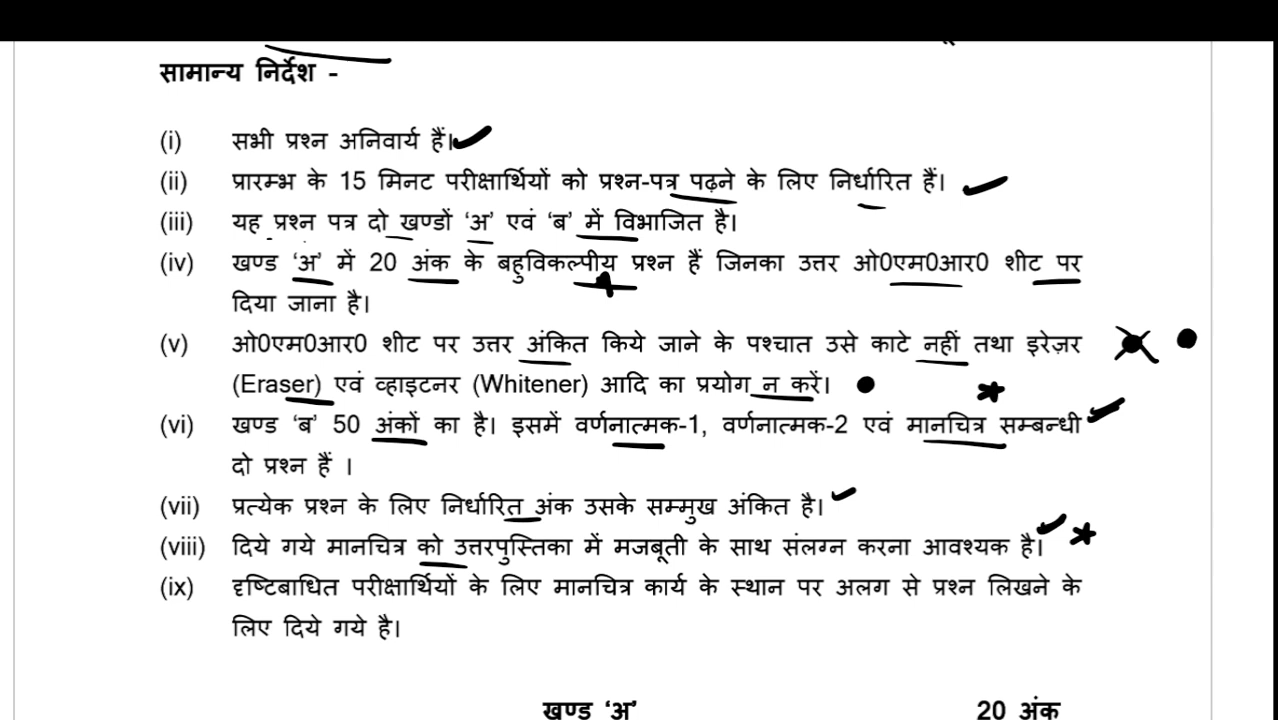 सामान्य निर्देश -
(i) सभी प्रश्न अनिवार्य हैं।
(ii) प्रारम्भ के 15 मिनट परीक्षार्थियों को प्रश्न-पत्र पढ़ने के लिए निर्धारित हैं।
(iii) यह प्रश्न पत्र दो खण्डों 'अ' एवं 'ब' में विभाजित है।
(iv) खण्ड 'अ' में 20 अंक के बहुविकल्पीय प्रश्न हैं जिनका उत्तर ओ0एम0आर0 शीट पर
दिया जाना है।
(v) ओ0एम0आर0 शीट पर उत्तर अंकित किये जाने के पश्चात उसे काटे नहीं तथा इरेज़र
(Eraser) एवं व्हाइटनर (Whitener) आदि का प्रयोग न करें।
(vi) खण्ड 'ब' 50 अंकों का है। इसमें वर्णनात्मक-1, वर्णनात्मक-2 एवं मानचित्र सम्बन्धी
दो प्रश्न हैं ।
(vii) प्रत्येक प्रश्न के लिए निर्धारित अंक उसके सम्मुख अंकित है।
(viii) दिये गये मानचित्र को उत्तरपुस्तिका में मजबूती के साथ संलग्न करना आवश्यक है।
(ix) दृष्टिबाधित परीक्षार्थियों के लिए मानचित्र कार्य के स्थान पर अलग से प्रश्न लिखने के
लिए दिये गये है।
खण्ड 'अ' 20 अंक